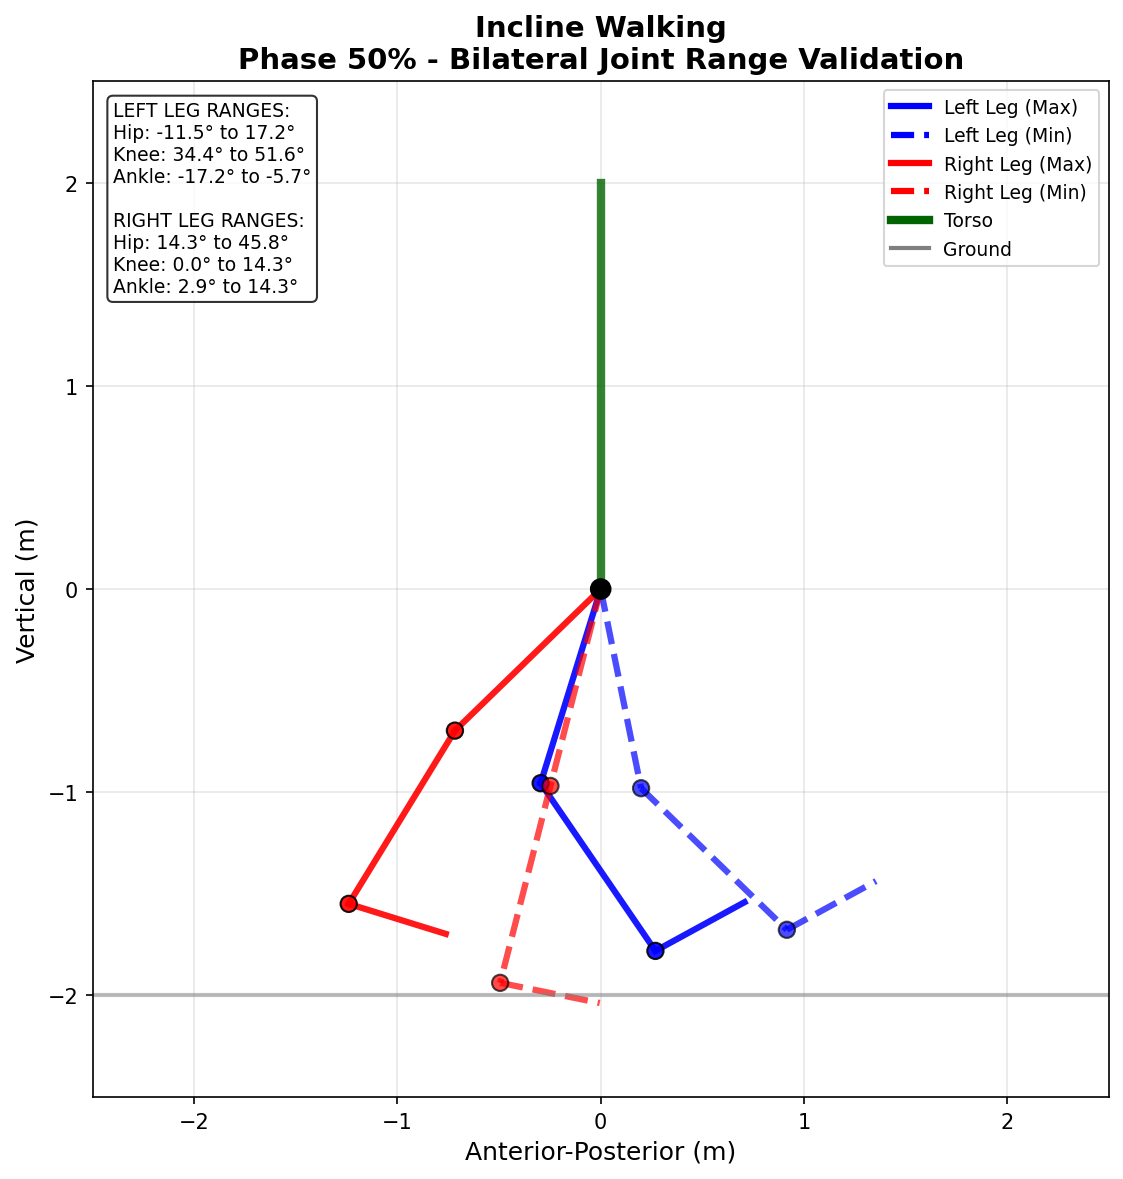 Incline Walking
Phase 50% - Bilateral Joint Range Validation
LEFT LEG RANGES:
Hip: -11.5° to 17.2°
Knee: 34.4° to 51.6°
Ankle: -17.2° to -5.7°
RIGHT LEG RANGES:
Hip: 14.3° to 45.8°
Knee: 0.0° to 14.3°
Ankle: 2.9° to 14.3°
Left Leg (Max)
Left Leg (Min)
Right Leg (Max)
Right Leg (Min)
Torso
Ground
2
1
0
−1
−2
Vertical (m)
−2
−1
0
1
2
Anterior-Posterior (m)